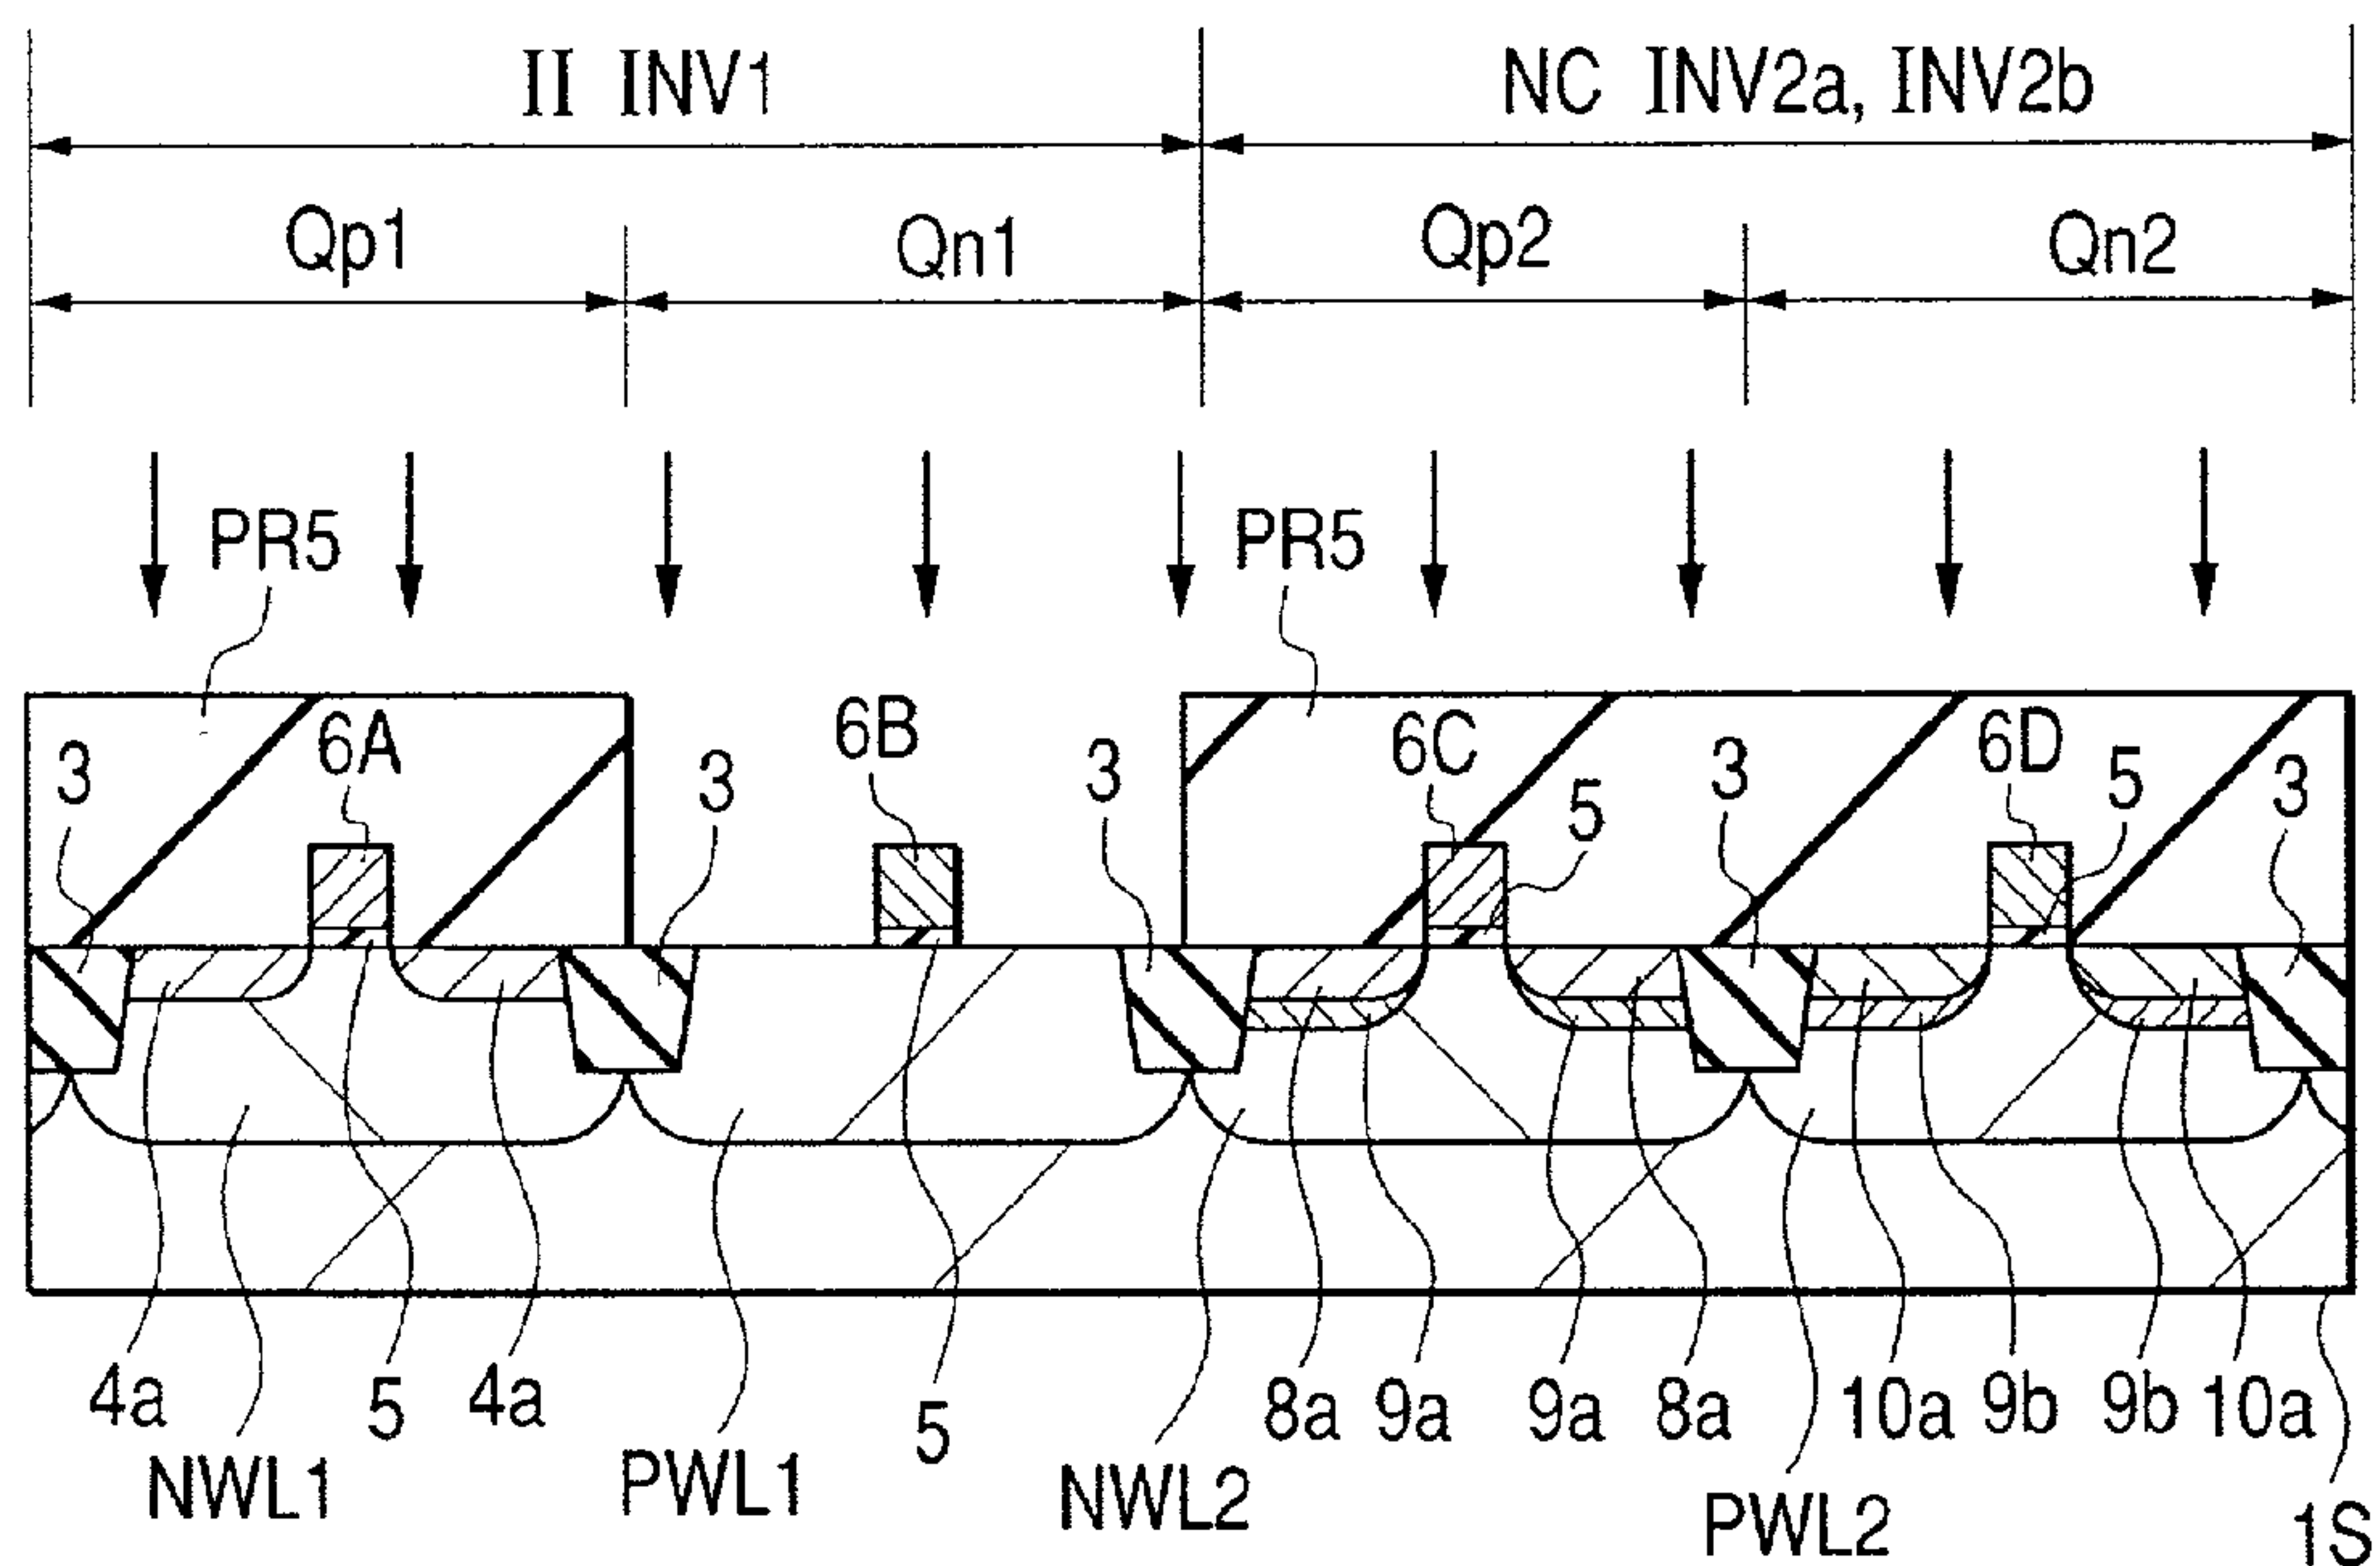 II INV1 NC INV2a, INV2b
Qp1 Qn1 Qp2 Qn2
PR5 PR5
3 6A 3 6B 3 6C 5 3 6D 5 3
4a 5 4a 5 8a 9a 9a 8a 10a 9b 9b 10a
NWL1 PWL1 NWL2 PWL2 1S